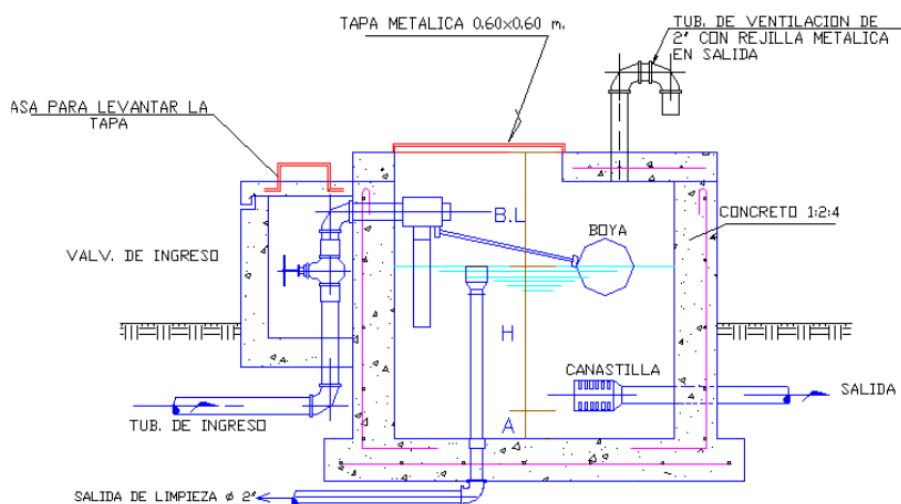 TAPA METALICA 0.60x0.60 m.
TUB. DE VENTILACION DE
2" CON REJILLA METALICA
EN SALIDA
ASA PARA LEVANTAR LA
TAPA
B.L
BOYA
CONCRETO 1:2:4
VALV. DE INGRESO
H
CANASTILLA
SALIDA
A
TUB. DE INGRESO
SALIDA DE LIMPIEZA ø 2"